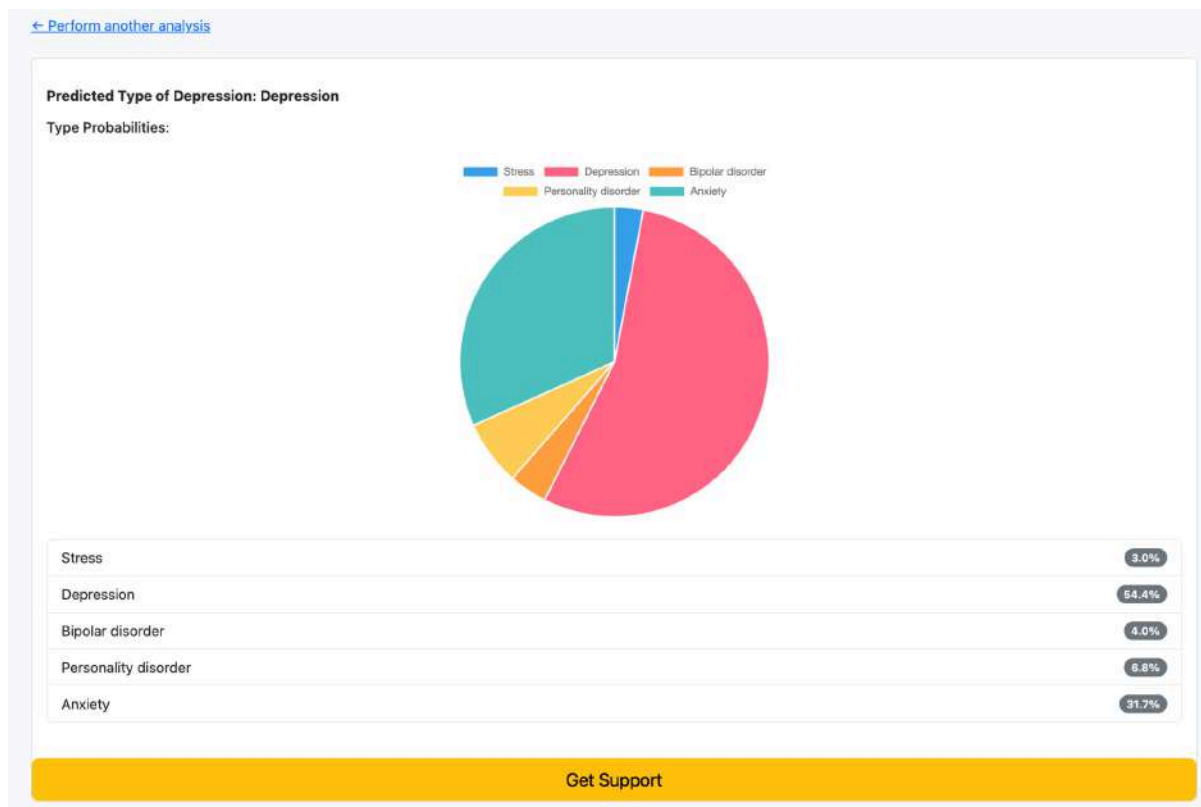 ← Perform another analysis
Predicted Type of Depression: Depression
Type Probabilities:
Stress Depression Bipolar disorder
Personality disorder Anxiety
Stress 3.0%
Depression 54.4%
Bipolar disorder 4.0%
Personality disorder 6.8%
Anxiety 31.7%
Get Support